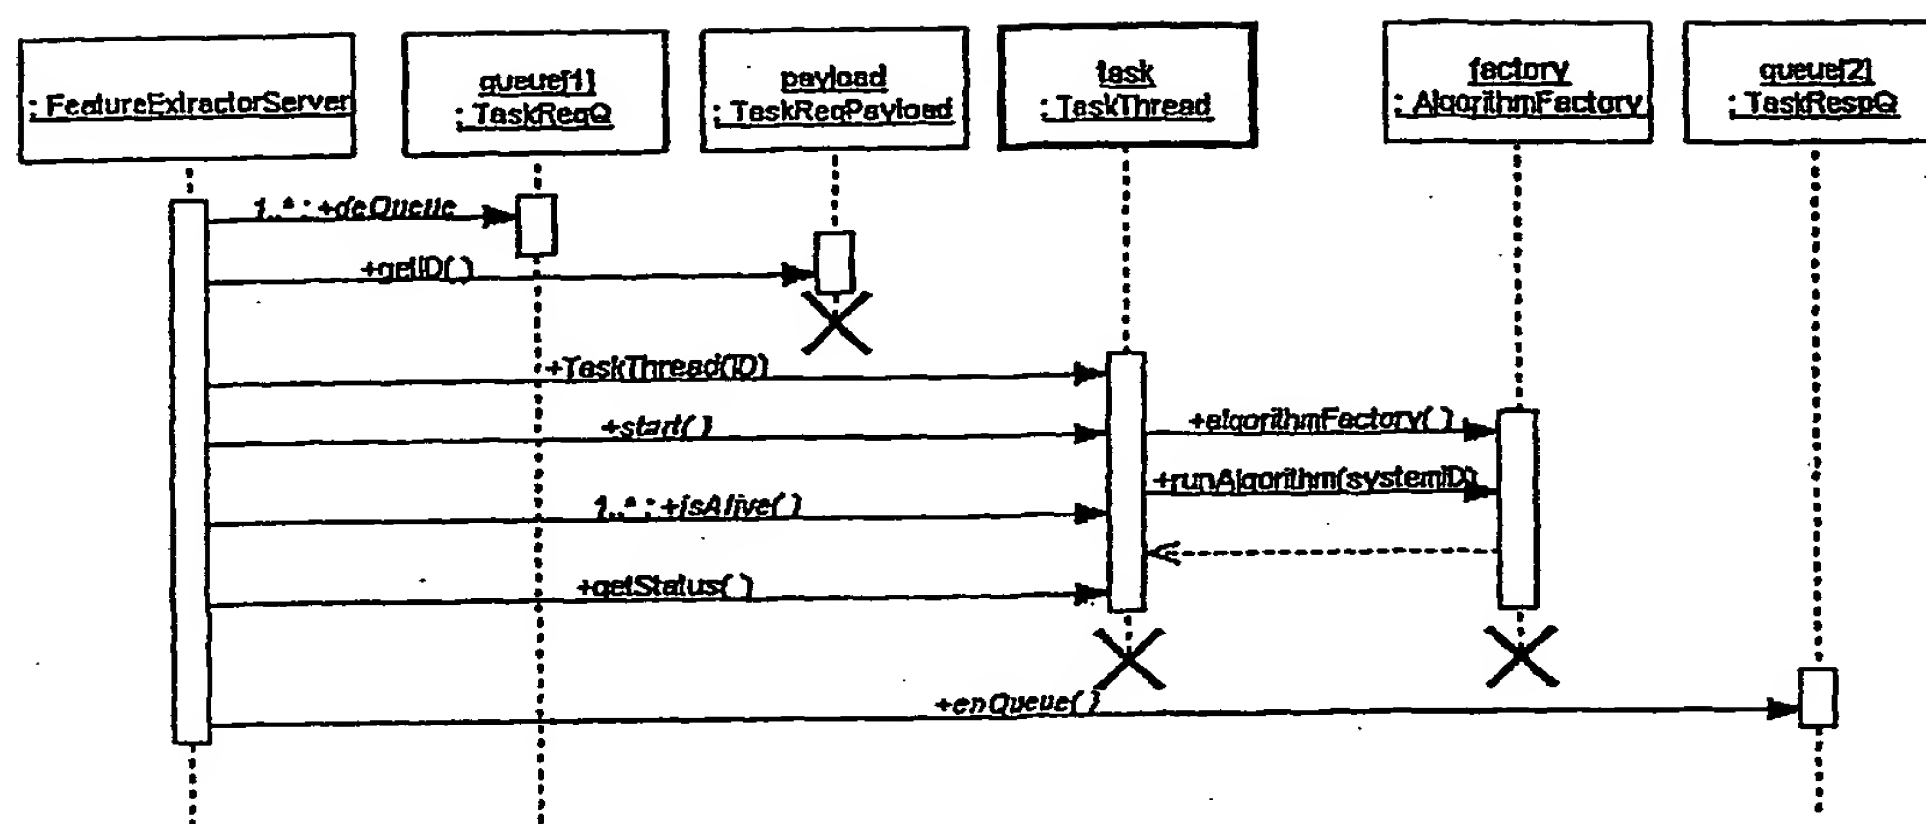 : FeatureExtractorServer
queue[1]
: TaskReqQ
payload
: TaskReqPayload
task
: TaskThread
factory
: AlgorithmFactory
queue[2]
: TaskRespQ
1..* : +deQueue
+getID( )
+TaskThread(ID)
+start( )
+algorithmFactory( )
+runAlgorithm(systemID)
1..* : +isAlive( )
+getStatus( )
+enQueue( )